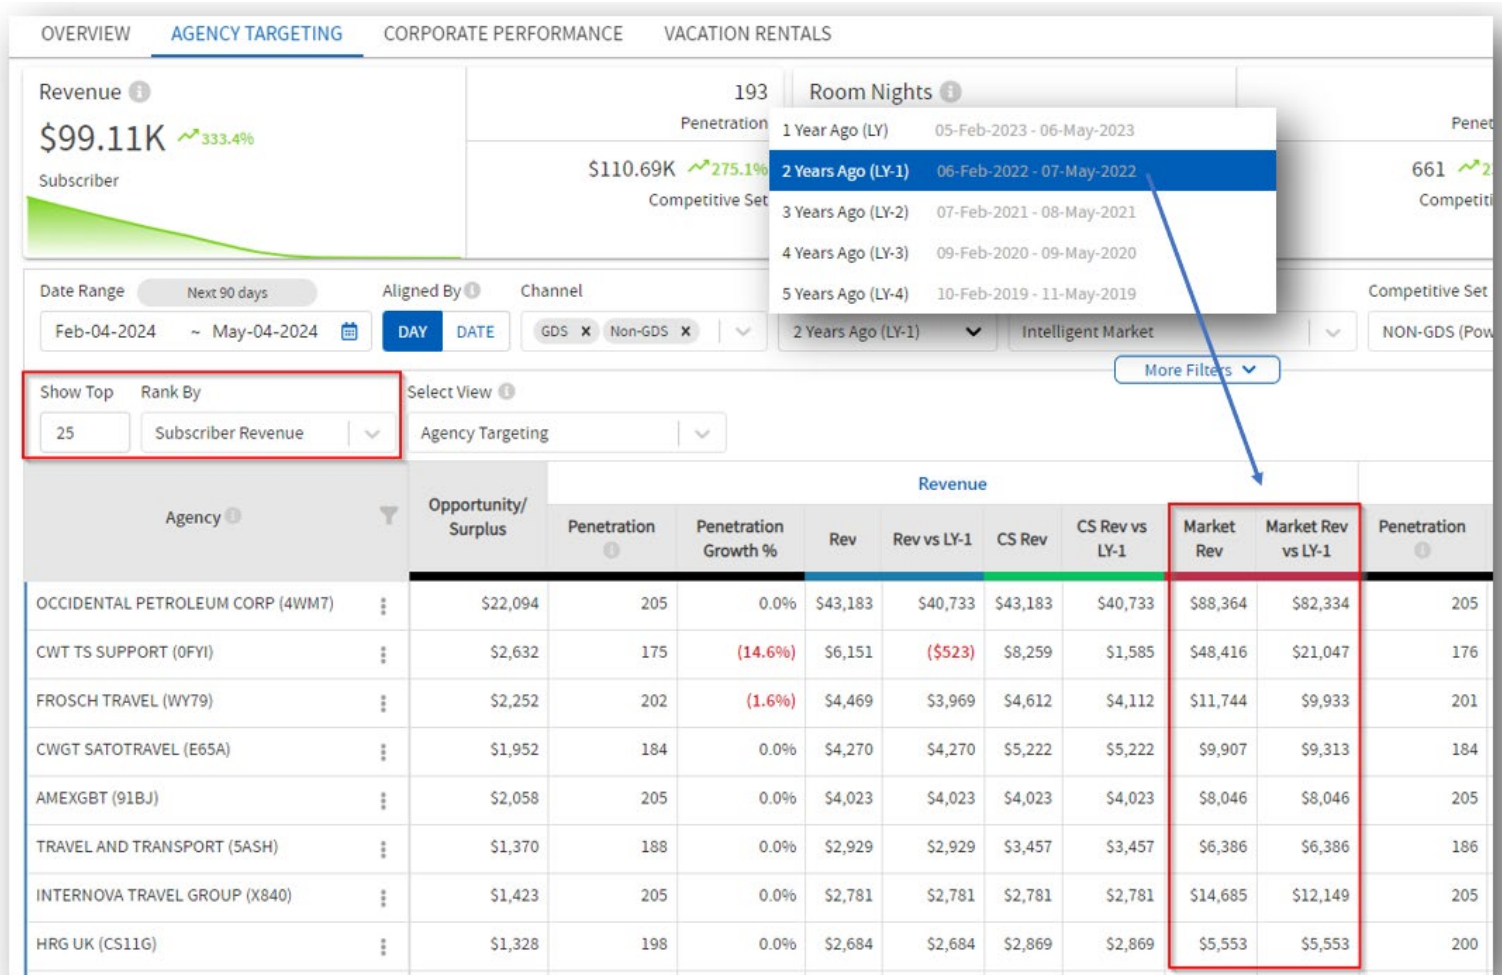 OVERVIEW AGENCY TARGETING CORPORATE PERFORMANCE VACATION RENTALS
Revenue 193 Room Nights
$99.11K 333.4% Penetration Penet
Subscriber $110.69K 275.1% 661
Competitive Set Competiti
1 Year Ago (LY) 05-Feb-2023 - 06-May-2023
2 Years Ago (LY-1) 06-Feb-2022 - 07-May-2022
3 Years Ago (LY-2) 07-Feb-2021 - 08-May-2021
4 Years Ago (LY-3) 09-Feb-2020 - 09-May-2020
5 Years Ago (LY-4) 10-Feb-2019 - 11-May-2019
Date Range Next 90 days Aligned By Channel Competitive Set
Feb-04-2024 ~ May-04-2024 DAY DATE GDS x Non-GDS x 2 Years Ago (LY-1) Intelligent Market NON-GDS (Pow
More Filters
Show Top Rank By Select View
25 Subscriber Revenue Agency Targeting
Revenue
Agency Opportunity/ Surplus Penetration Penetration Growth % Rev Rev vs LY-1 CS Rev CS Rev vs LY-1 Market Rev Market Rev vs LY-1 Penetration
OCCIDENTAL PETROLEUM CORP (4WM7) $22,094 205 0.0% $43,183 $40,733 $43,183 $40,733 $88,364 $82,334 205
CWT TS SUPPORT (0FYI) $2,632 175 (14.6%) $6,151 ($523) $8,259 $1,585 $48,416 $21,047 176
FROSCH TRAVEL (WY79) $2,252 202 (1.6%) $4,469 $3,969 $4,612 $4,112 $11,744 $9,933 201
CWGT SATOTRAVEL (E65A) $1,952 184 0.0% $4,270 $4,270 $5,222 $5,222 $9,907 $9,313 184
AMEXGBT (91BJ) $2,058 205 0.0% $4,023 $4,023 $4,023 $4,023 $8,046 $8,046 205
TRAVEL AND TRANSPORT (5ASH) $1,370 188 0.0% $2,929 $2,929 $3,457 $3,457 $6,386 $6,386 186
INTERNOVA TRAVEL GROUP (X840) $1,423 205 0.0% $2,781 $2,781 $2,781 $2,781 $14,685 $12,149 205
HRG UK (CS11G) $1,328 198 0.0% $2,684 $2,684 $2,869 $2,869 $5,553 $5,553 200